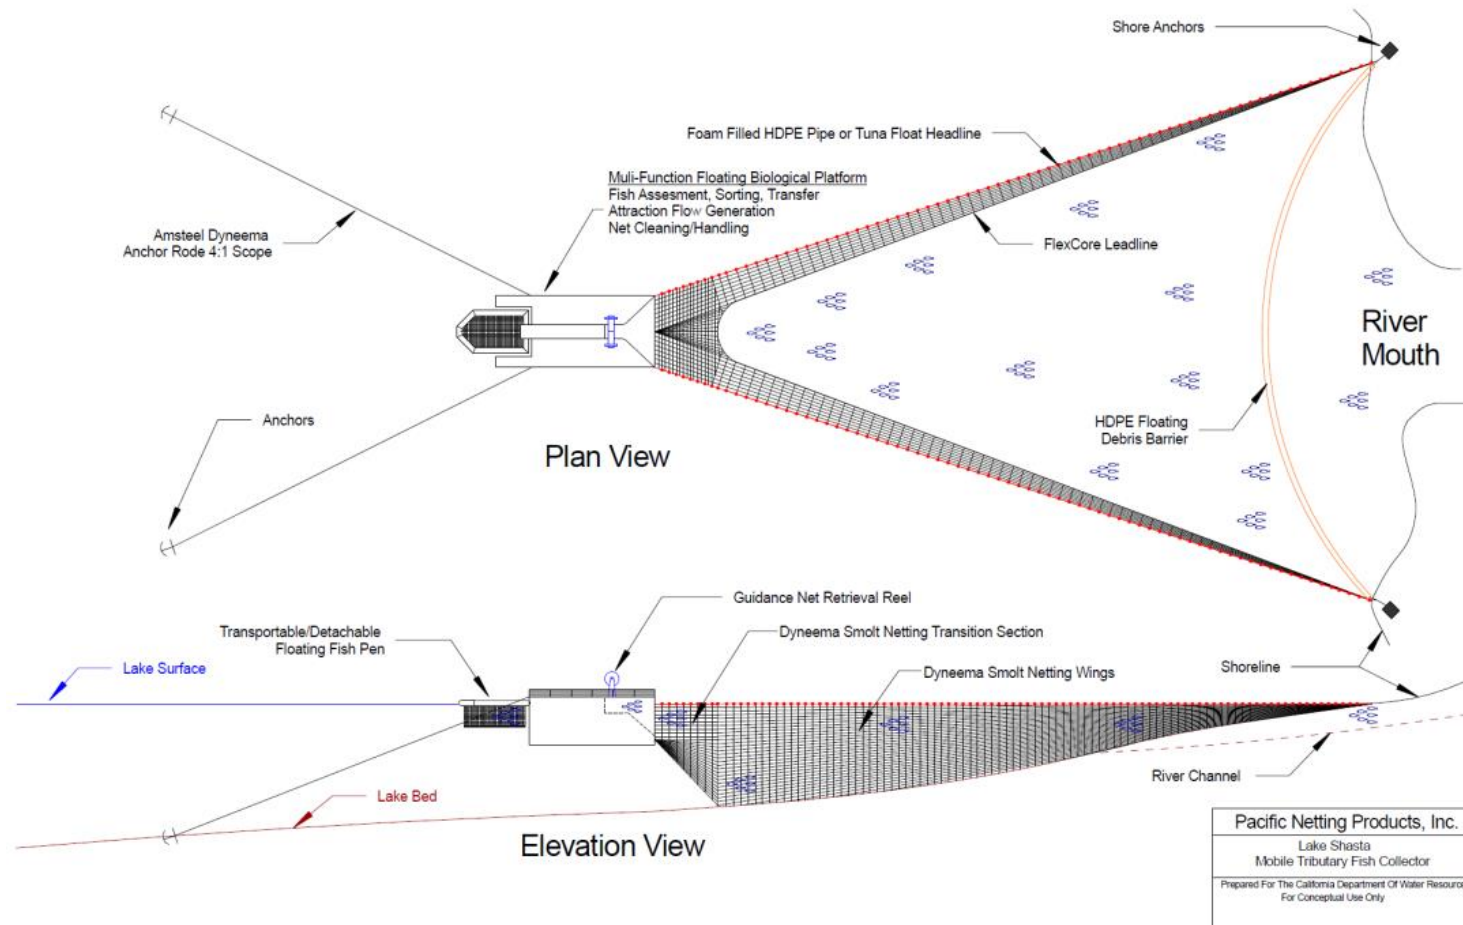 Shore Anchors
Foam Filled HDPE Pipe or Tuna Float Headline
Muli-Function Floating Biological Platform
Fish Assesment, Sorting, Transfer
Attraction Flow Generation
Net Cleaning/Handling
Amsteel Dyneema
Anchor Rode 4:1 Scope
FlexCore Leadline
River
Mouth
HDPE Floating
Debris Barrier
Anchors
Plan View
Guidance Net Retrieval Reel
Transportable/Detachable
Floating Fish Pen
Dyneema Smolt Netting Transition Section
Lake Surface
Dyneema Smolt Netting Wings
Shoreline
River Channel
Lake Bed
Elevation View
Pacific Netting Products, Inc.
Lake Shasta
Mobile Tributary Fish Collector
Prepared For The California Department Of Water Resourc
For Conceptual Use Only